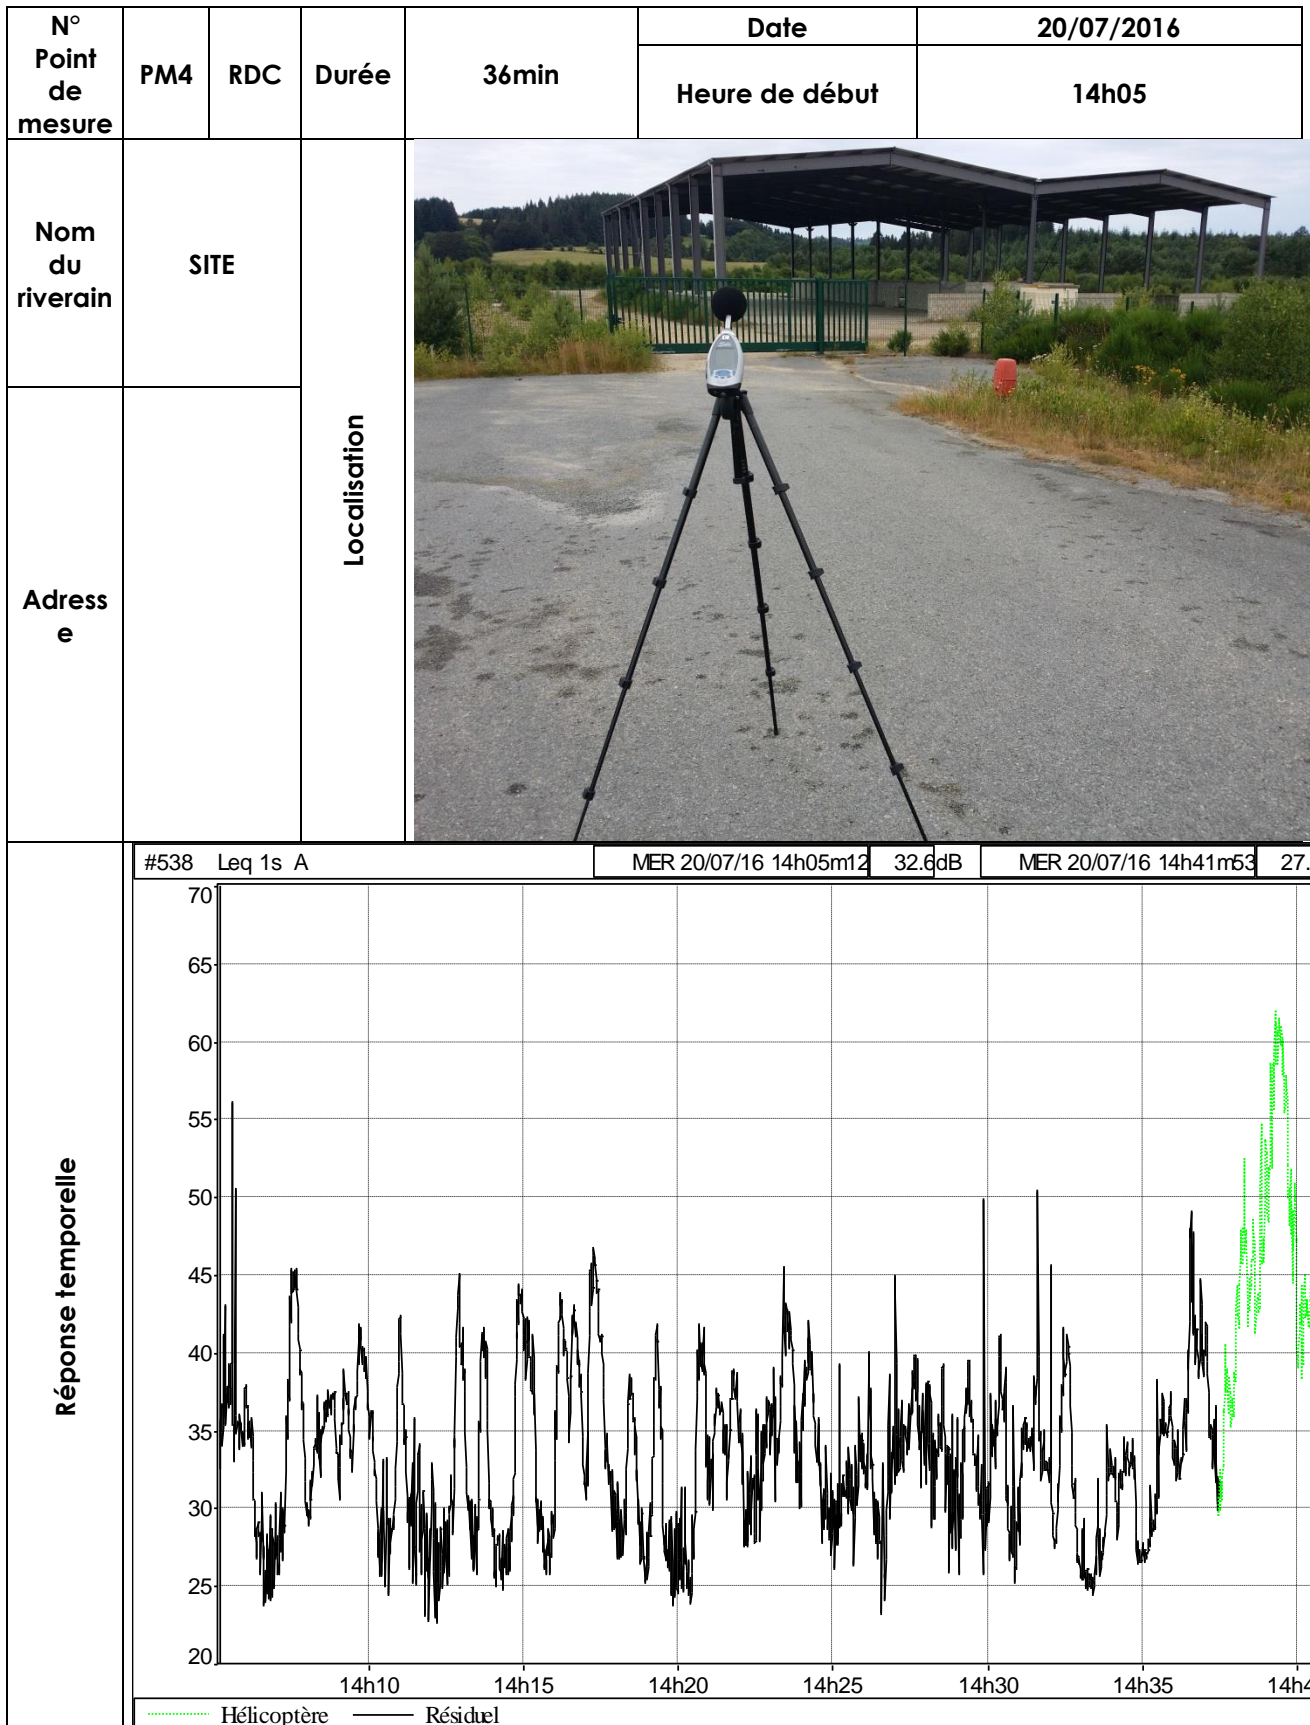 N°
Point
de
mesure
PM4
RDC
Durée
36min
Date
20/07/2016
Heure de début
14h05
Nom
du
riverain
SITE
Localisation
Adress
e
Réponse temporelle
#538 Leq 1s A MER 20/07/16 14h05m12 32.6dB MER 20/07/16 14h41m53 27.
70
65
60
55
50
45
40
35
30
25
20
14h10 14h15 14h20 14h25 14h30 14h35 14h4
Hélicoptère Résiduel